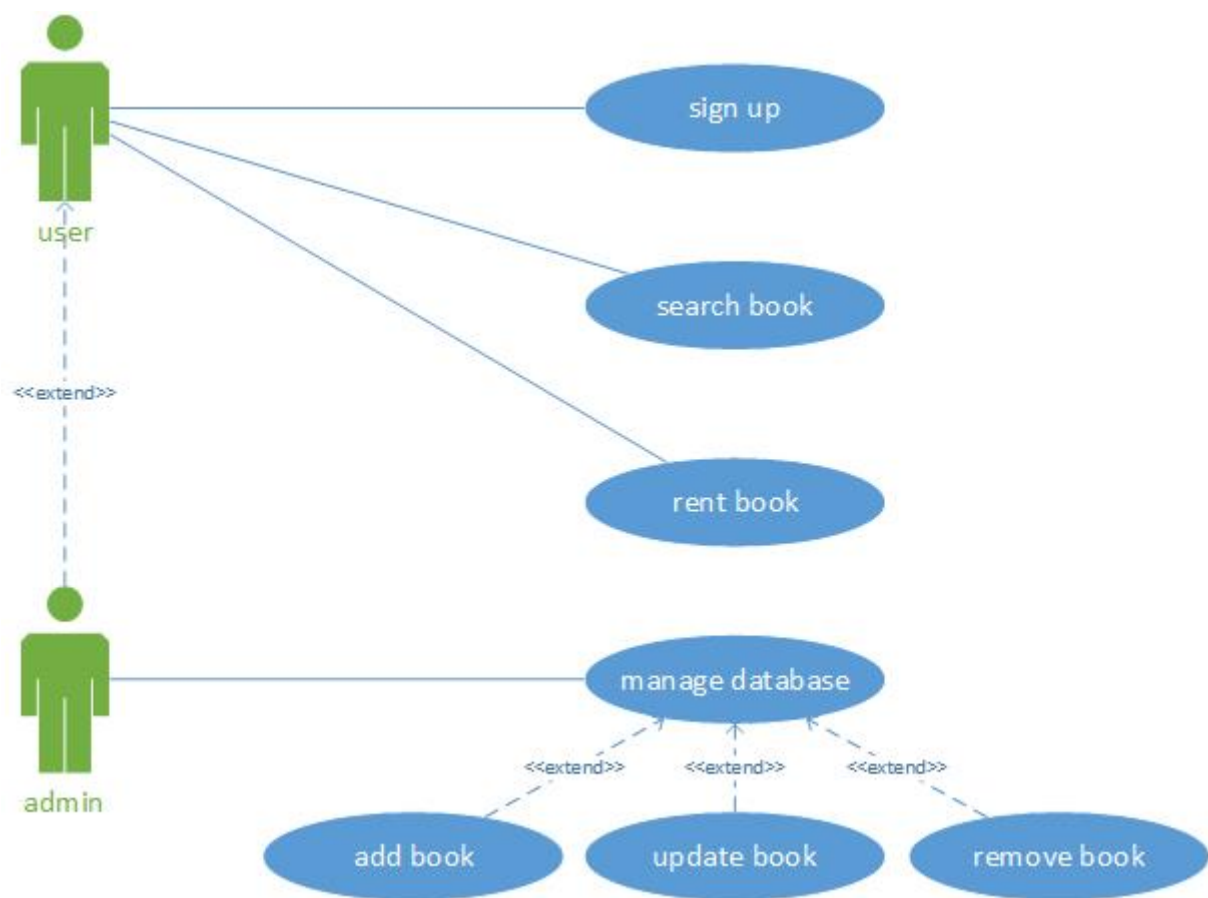 sign up
user
search book
<<extend>>
rent book
manage database
<<extend>>
<<extend>>
<<extend>>
admin
add book
update book
remove book